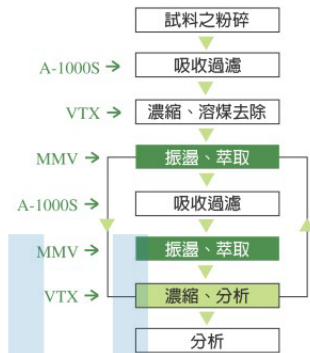 試料之粉碎
A-1000S → 吸收過濾
VTX → 濃縮、溶媒去除
MMV → 振盪、萃取
A-1000S → 吸收過濾
MMV → 振盪、萃取
VTX → 濃縮、分析
分析